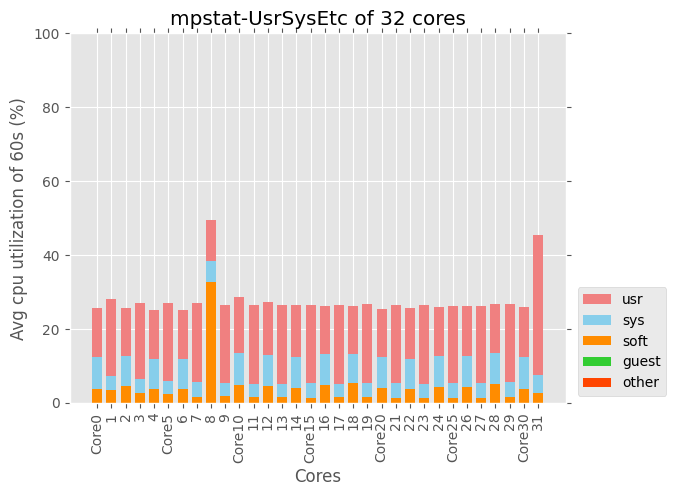 mpstat-UsrSysEtc of 32 cores
Avg cpu utilization of 60s (%)
100
80
60
40
20
0
Core0
1
2
3
4
Core5
6
7
8
9
Core10
11
12
13
14
Core15
16
17
18
19
Core20
21
22
23
24
Core25
26
27
28
29
Core30
31
Cores
usr
sys
soft
guest
other